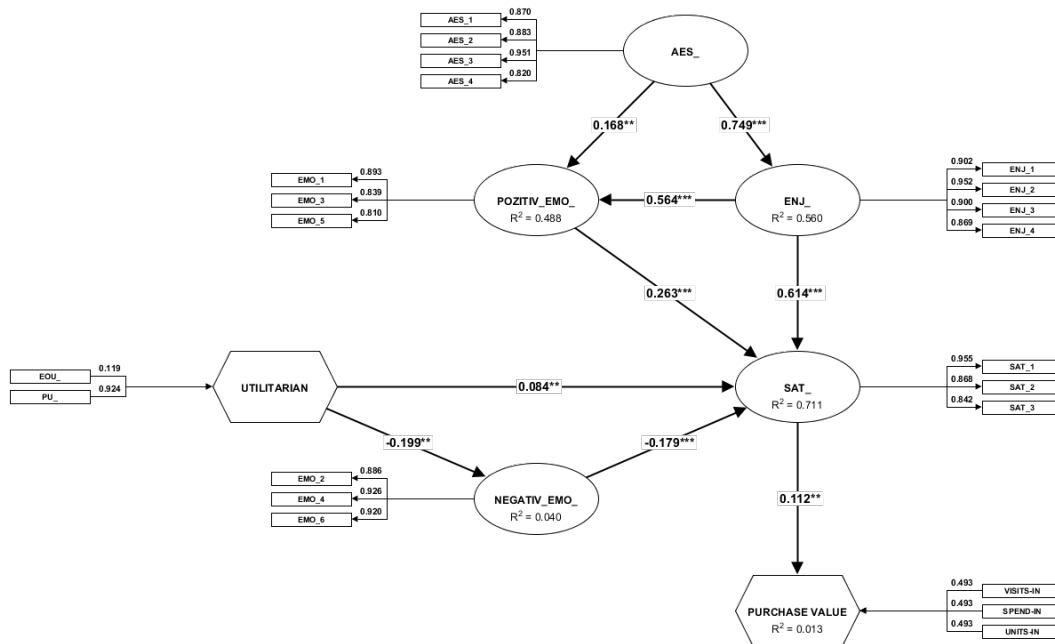 0.870
AES_1
0.883
AES_2
0.951
AES_3
0.820
AES_4
AES_
0.168**
0.749***
0.893
EMO_1
0.839
EMO_3
0.810
EMO_5
POZITIV_EMO_
R² = 0.488
0.564***
ENJ_
R² = 0.560
0.902
ENJ_1
0.952
ENJ_2
0.900
ENJ_3
0.869
ENJ_4
0.263***
0.614***
0.119
EOU_
0.924
PU_
UTILITARIAN
0.084**
SAT_
R² = 0.711
0.955
SAT_1
0.868
SAT_2
0.842
SAT_3
-0.199**
-0.179***
0.886
EMO_2
0.926
EMO_4
0.920
EMO_6
NEGATIV_EMO_
R² = 0.040
0.112**
PURCHASE VALUE
R² = 0.013
0.493
VISITS-IN
0.493
SPEND-IN
0.493
UNITS-IN